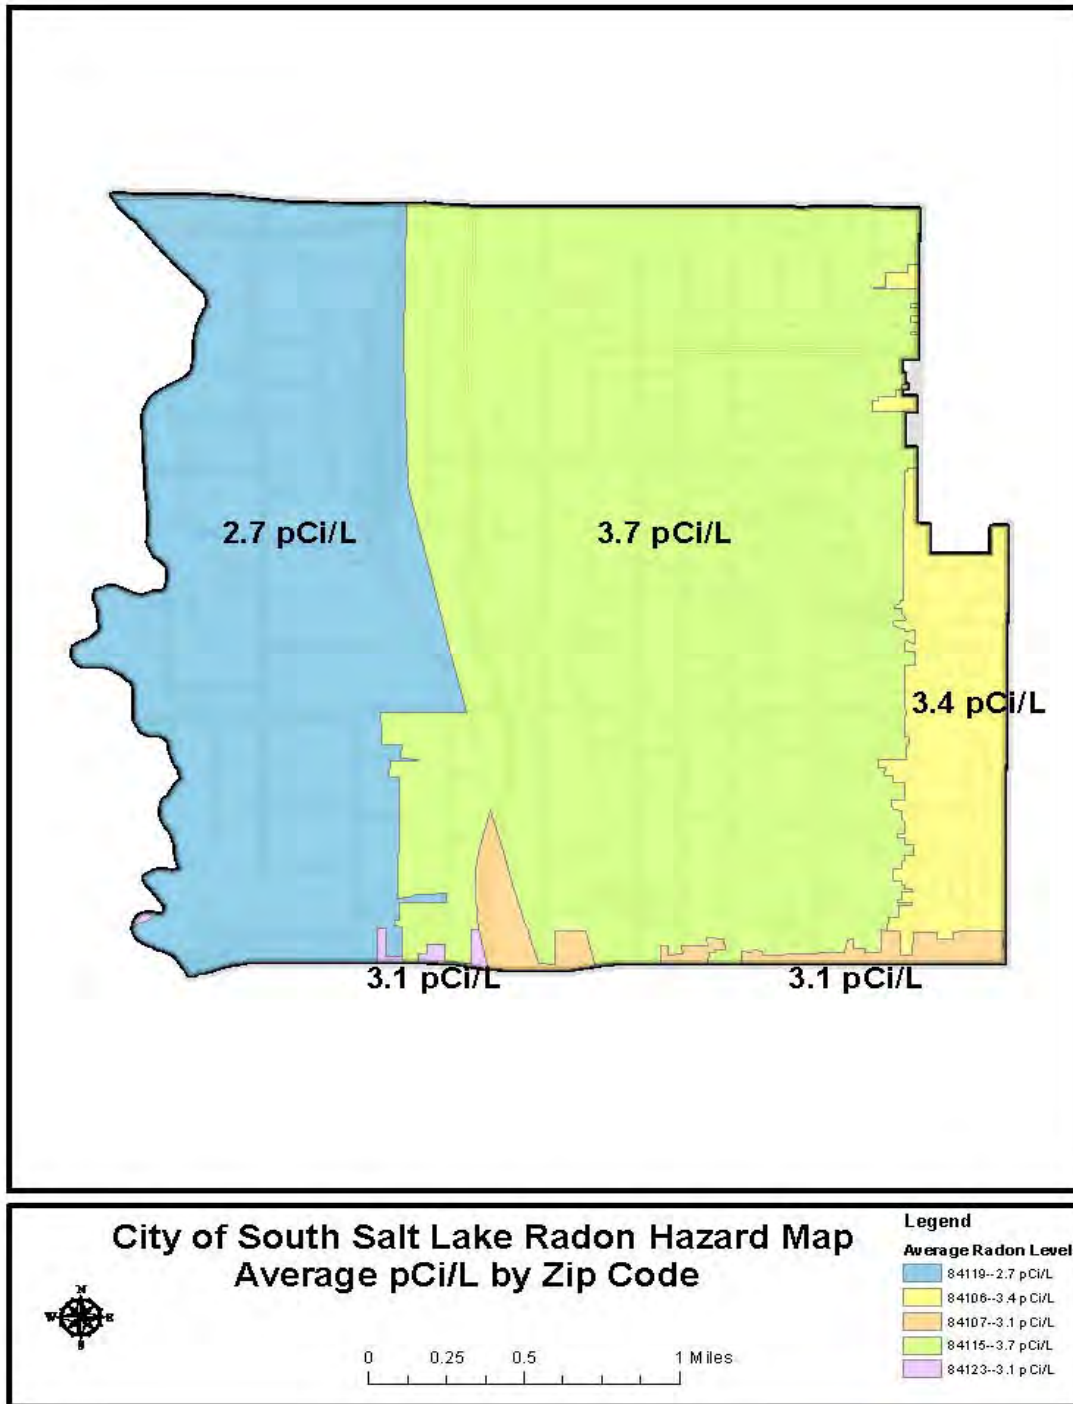 2.7 pCi/L
3.7 pCi/L
3.4 pCi/L
3.1 pCi/L
3.1 pCi/L
City of South Salt Lake Radon Hazard Map
Average pCi/L by Zip Code
N
W
E
S
0
0.25
0.5
1 Miles
Legend
Average Radon Level
84119--2.7 pCi/L
84106--3.4 pCi/L
84107--3.1 pCi/L
84115--3.7 pCi/L
84123--3.1 pCi/L